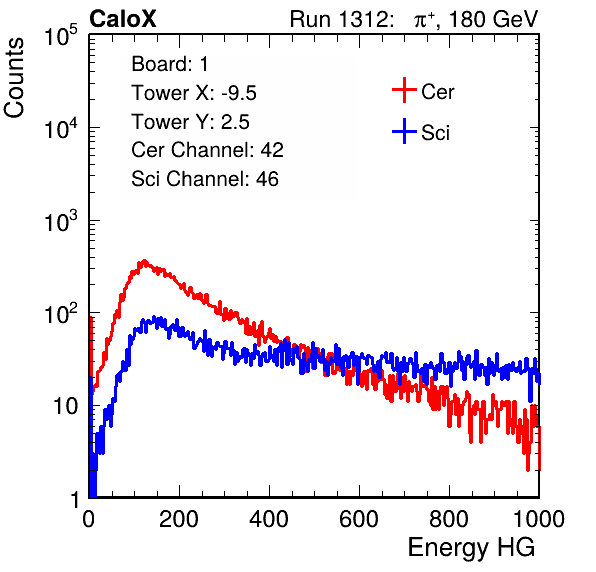 CaloX Run 1312: π⁺, 180 GeV
Counts
10⁵
10⁴
10³
10²
10
1
Board: 1
Tower X: -9.5
Tower Y: 2.5
Cer Channel: 42
Sci Channel: 46
Cer
Sci
0 200 400 600 800 1000
Energy HG